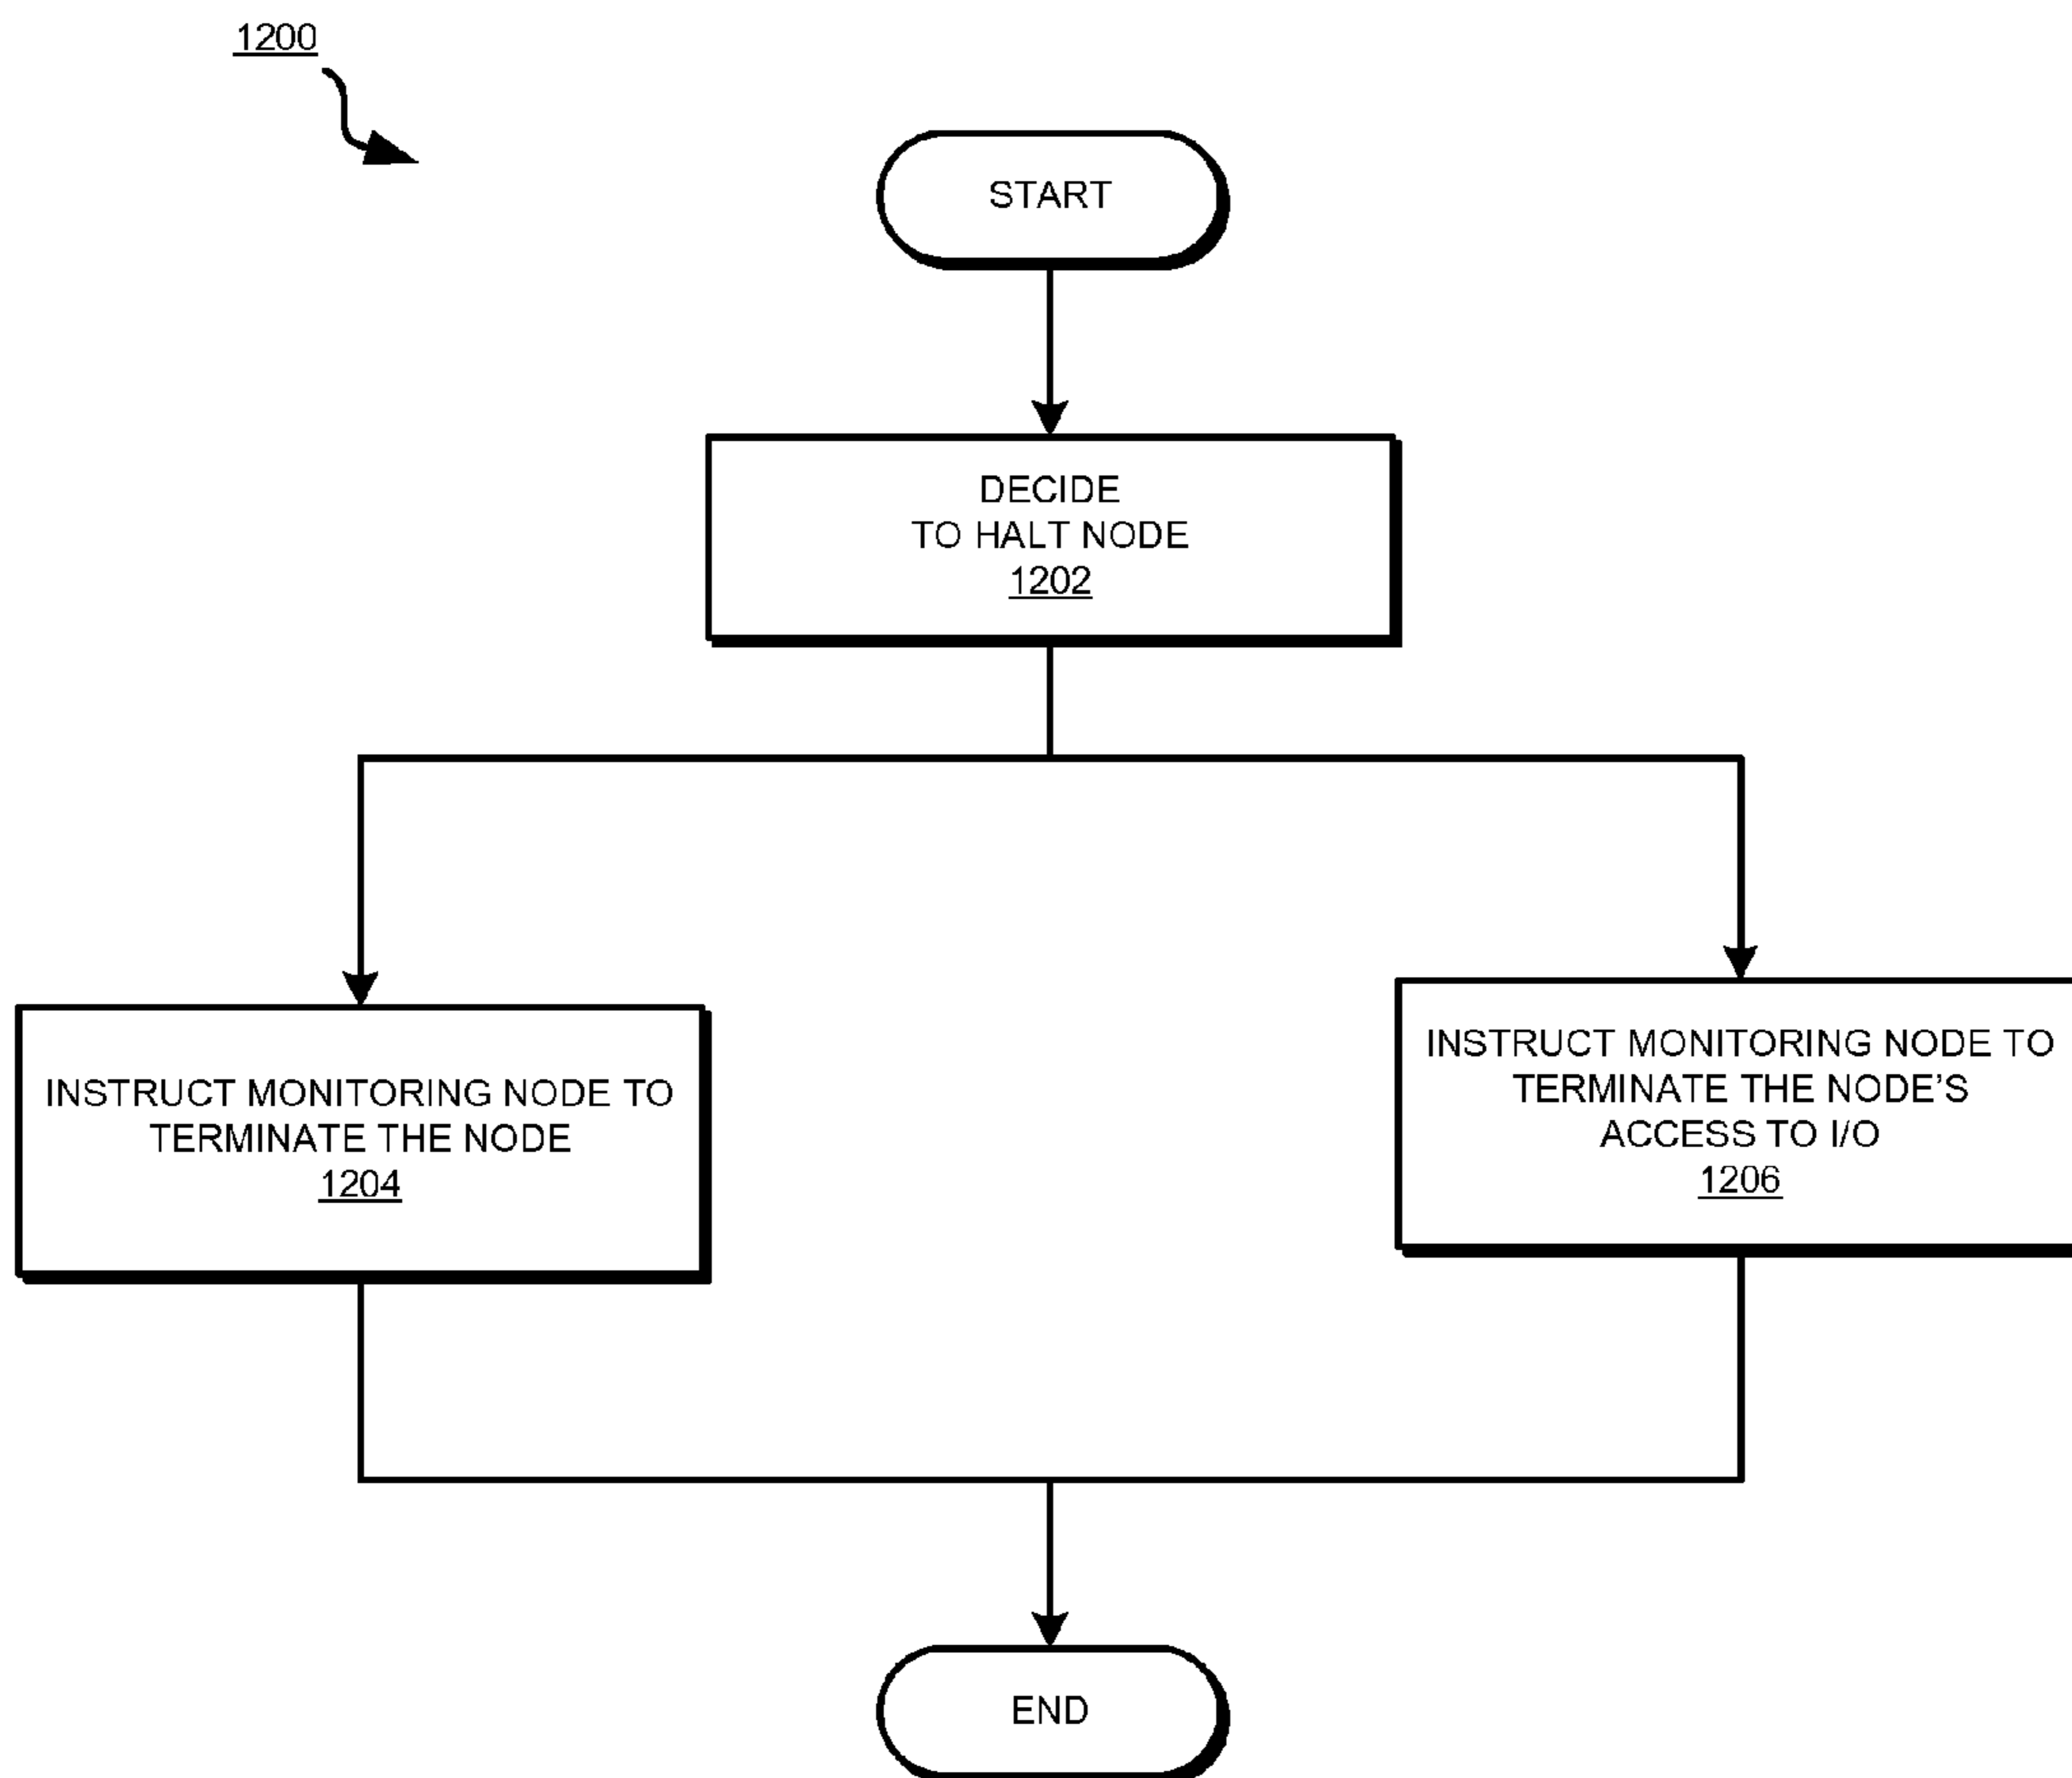 1200
START
DECIDE
TO HALT NODE
1202
INSTRUCT MONITORING NODE TO
TERMINATE THE NODE
1204
INSTRUCT MONITORING NODE TO
TERMINATE THE NODE'S
ACCESS TO I/O
1206
END